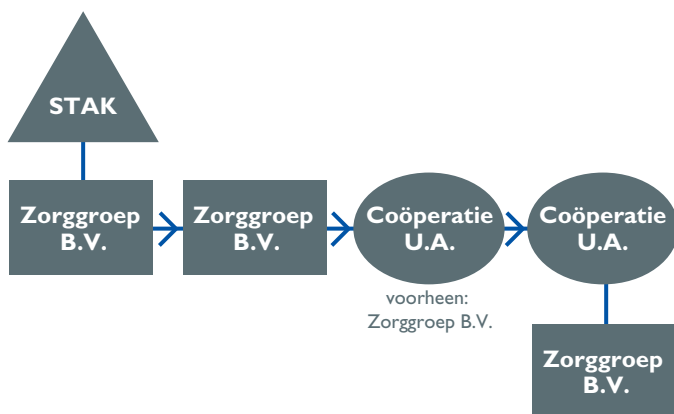 STAK
Zorggroep
B.V.
Zorggroep
B.V.
Coöperatie
U.A.
voorheen:
Zorggroep B.V.
Coöperatie
U.A.
Zorggroep
B.V.